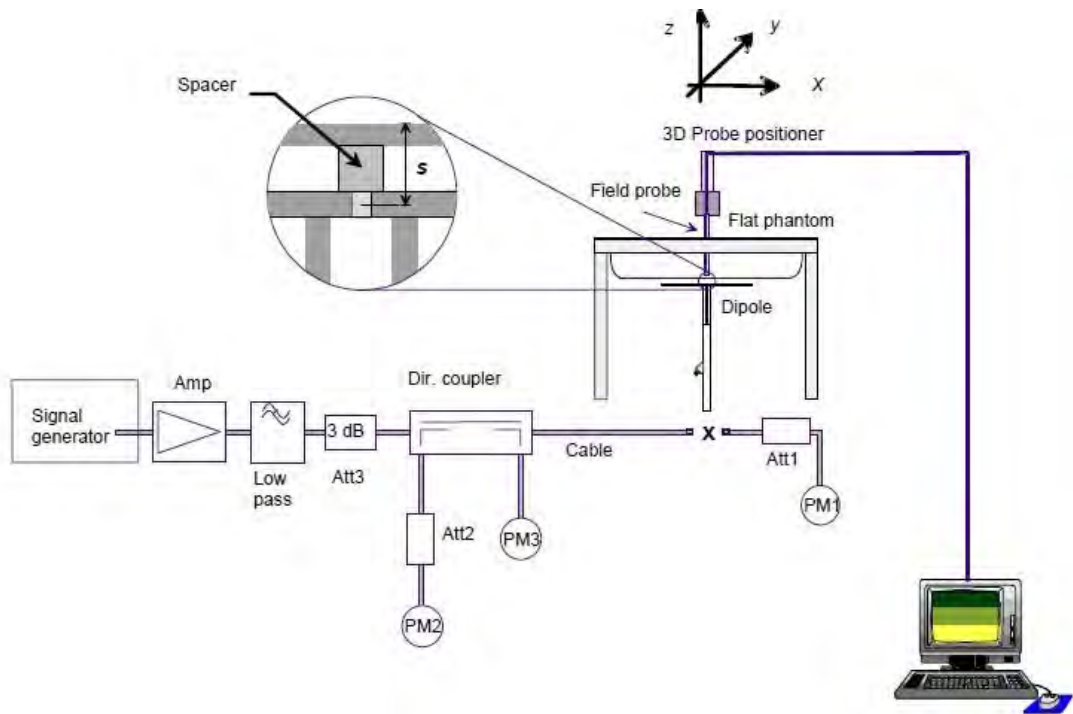 z
y
x
Spacer
s
3D Probe positioner
Field probe
Flat phantom
Dipole
Dir. coupler
Amp
Signal
generator
3 dB
Low
pass
Att3
Cable
X
Att1
PM1
Att2
PM3
PM2